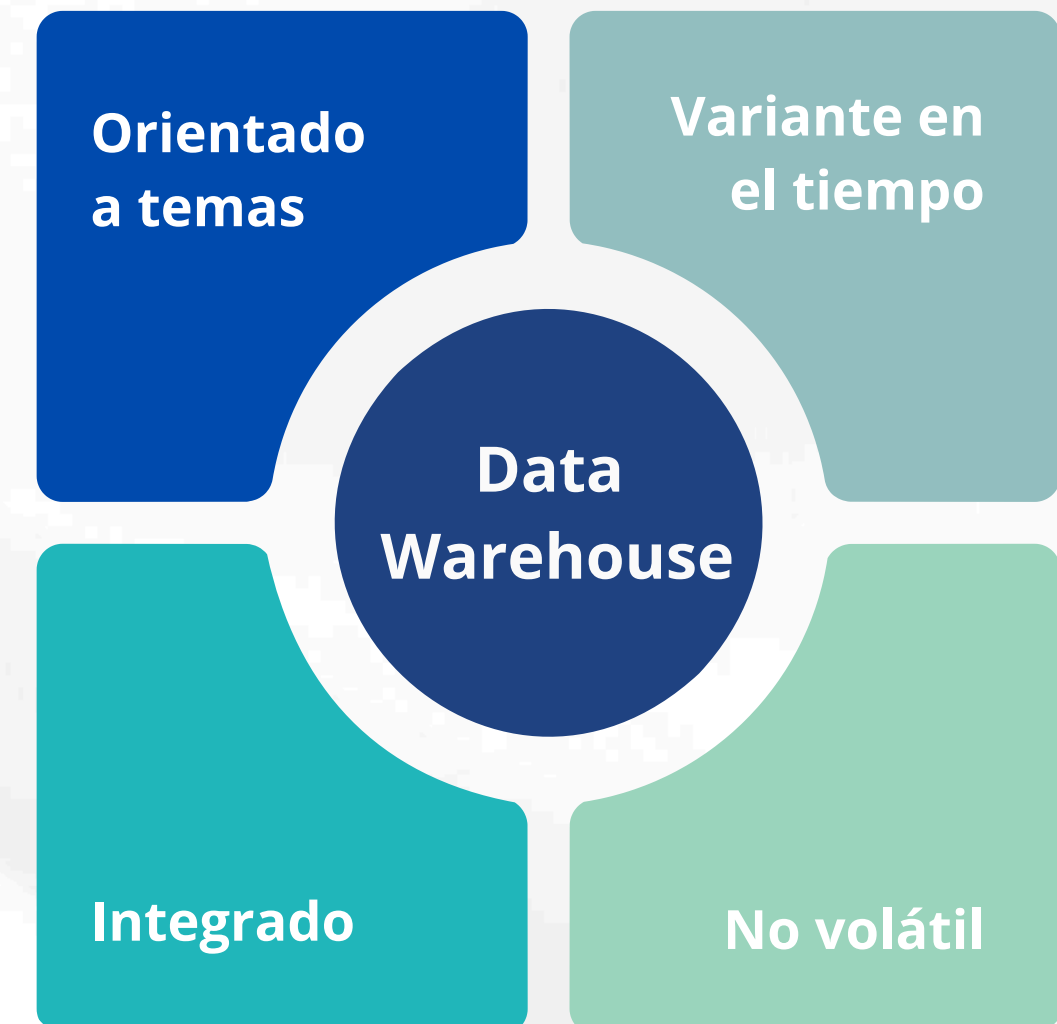 Orientado
a temas
Variante en
el tiempo
Data
Warehouse
Integrado
No volátil